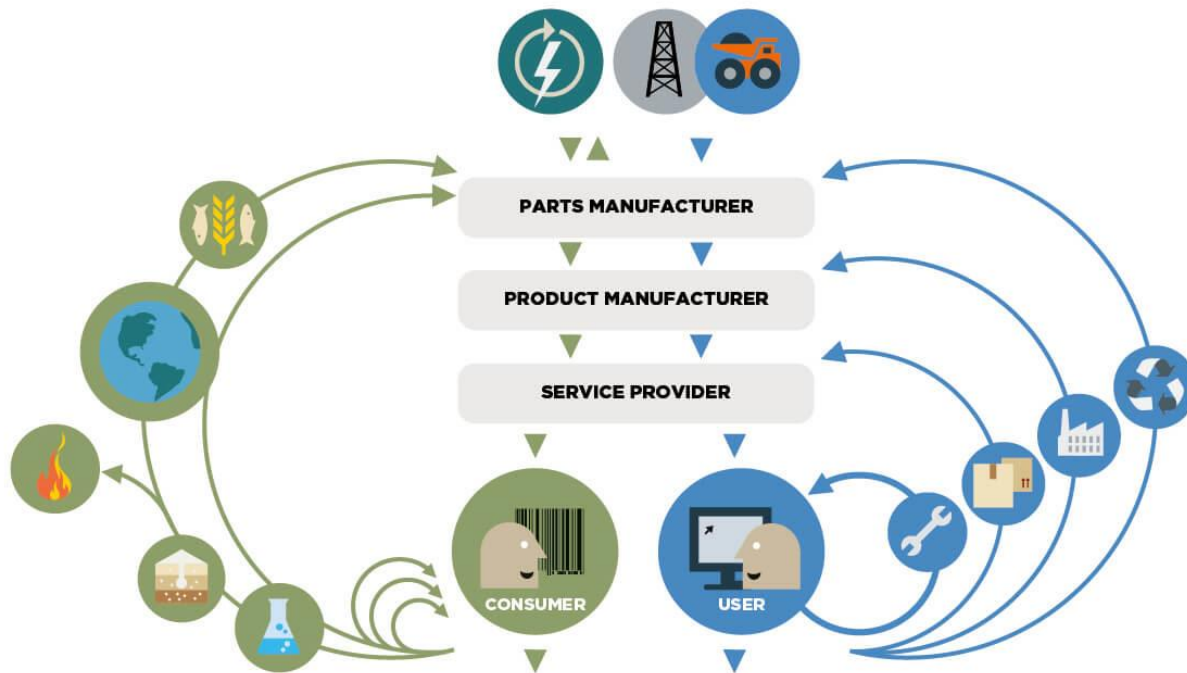 PARTS MANUFACTURER
PRODUCT MANUFACTURER
SERVICE PROVIDER
CONSUMER
USER